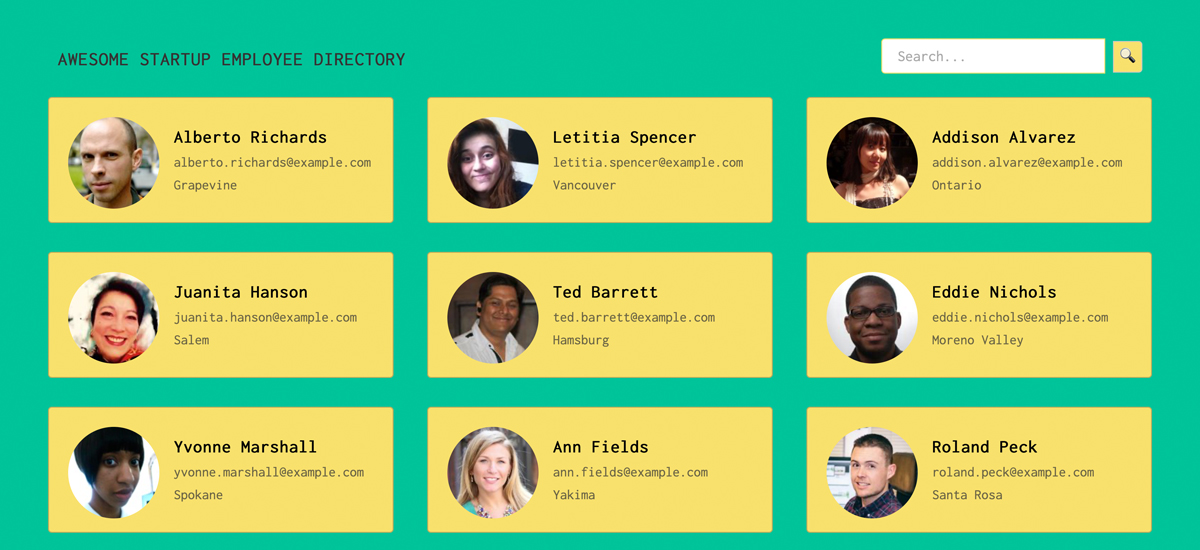 AWESOME STARTUP EMPLOYEE DIRECTORY
Search...
Alberto Richards
alberto.richards@example.com
Grapevine
Letitia Spencer
letitia.spencer@example.com
Vancouver
Addison Alvarez
addison.alvarez@example.com
Ontario
Juanita Hanson
juanita.hanson@example.com
Salem
Ted Barrett
ted.barrett@example.com
Hamsburg
Eddie Nichols
eddie.nichols@example.com
Moreno Valley
Yvonne Marshall
yvonne.marshall@example.com
Spokane
Ann Fields
ann.fields@example.com
Yakima
Roland Peck
roland.peck@example.com
Santa Rosa